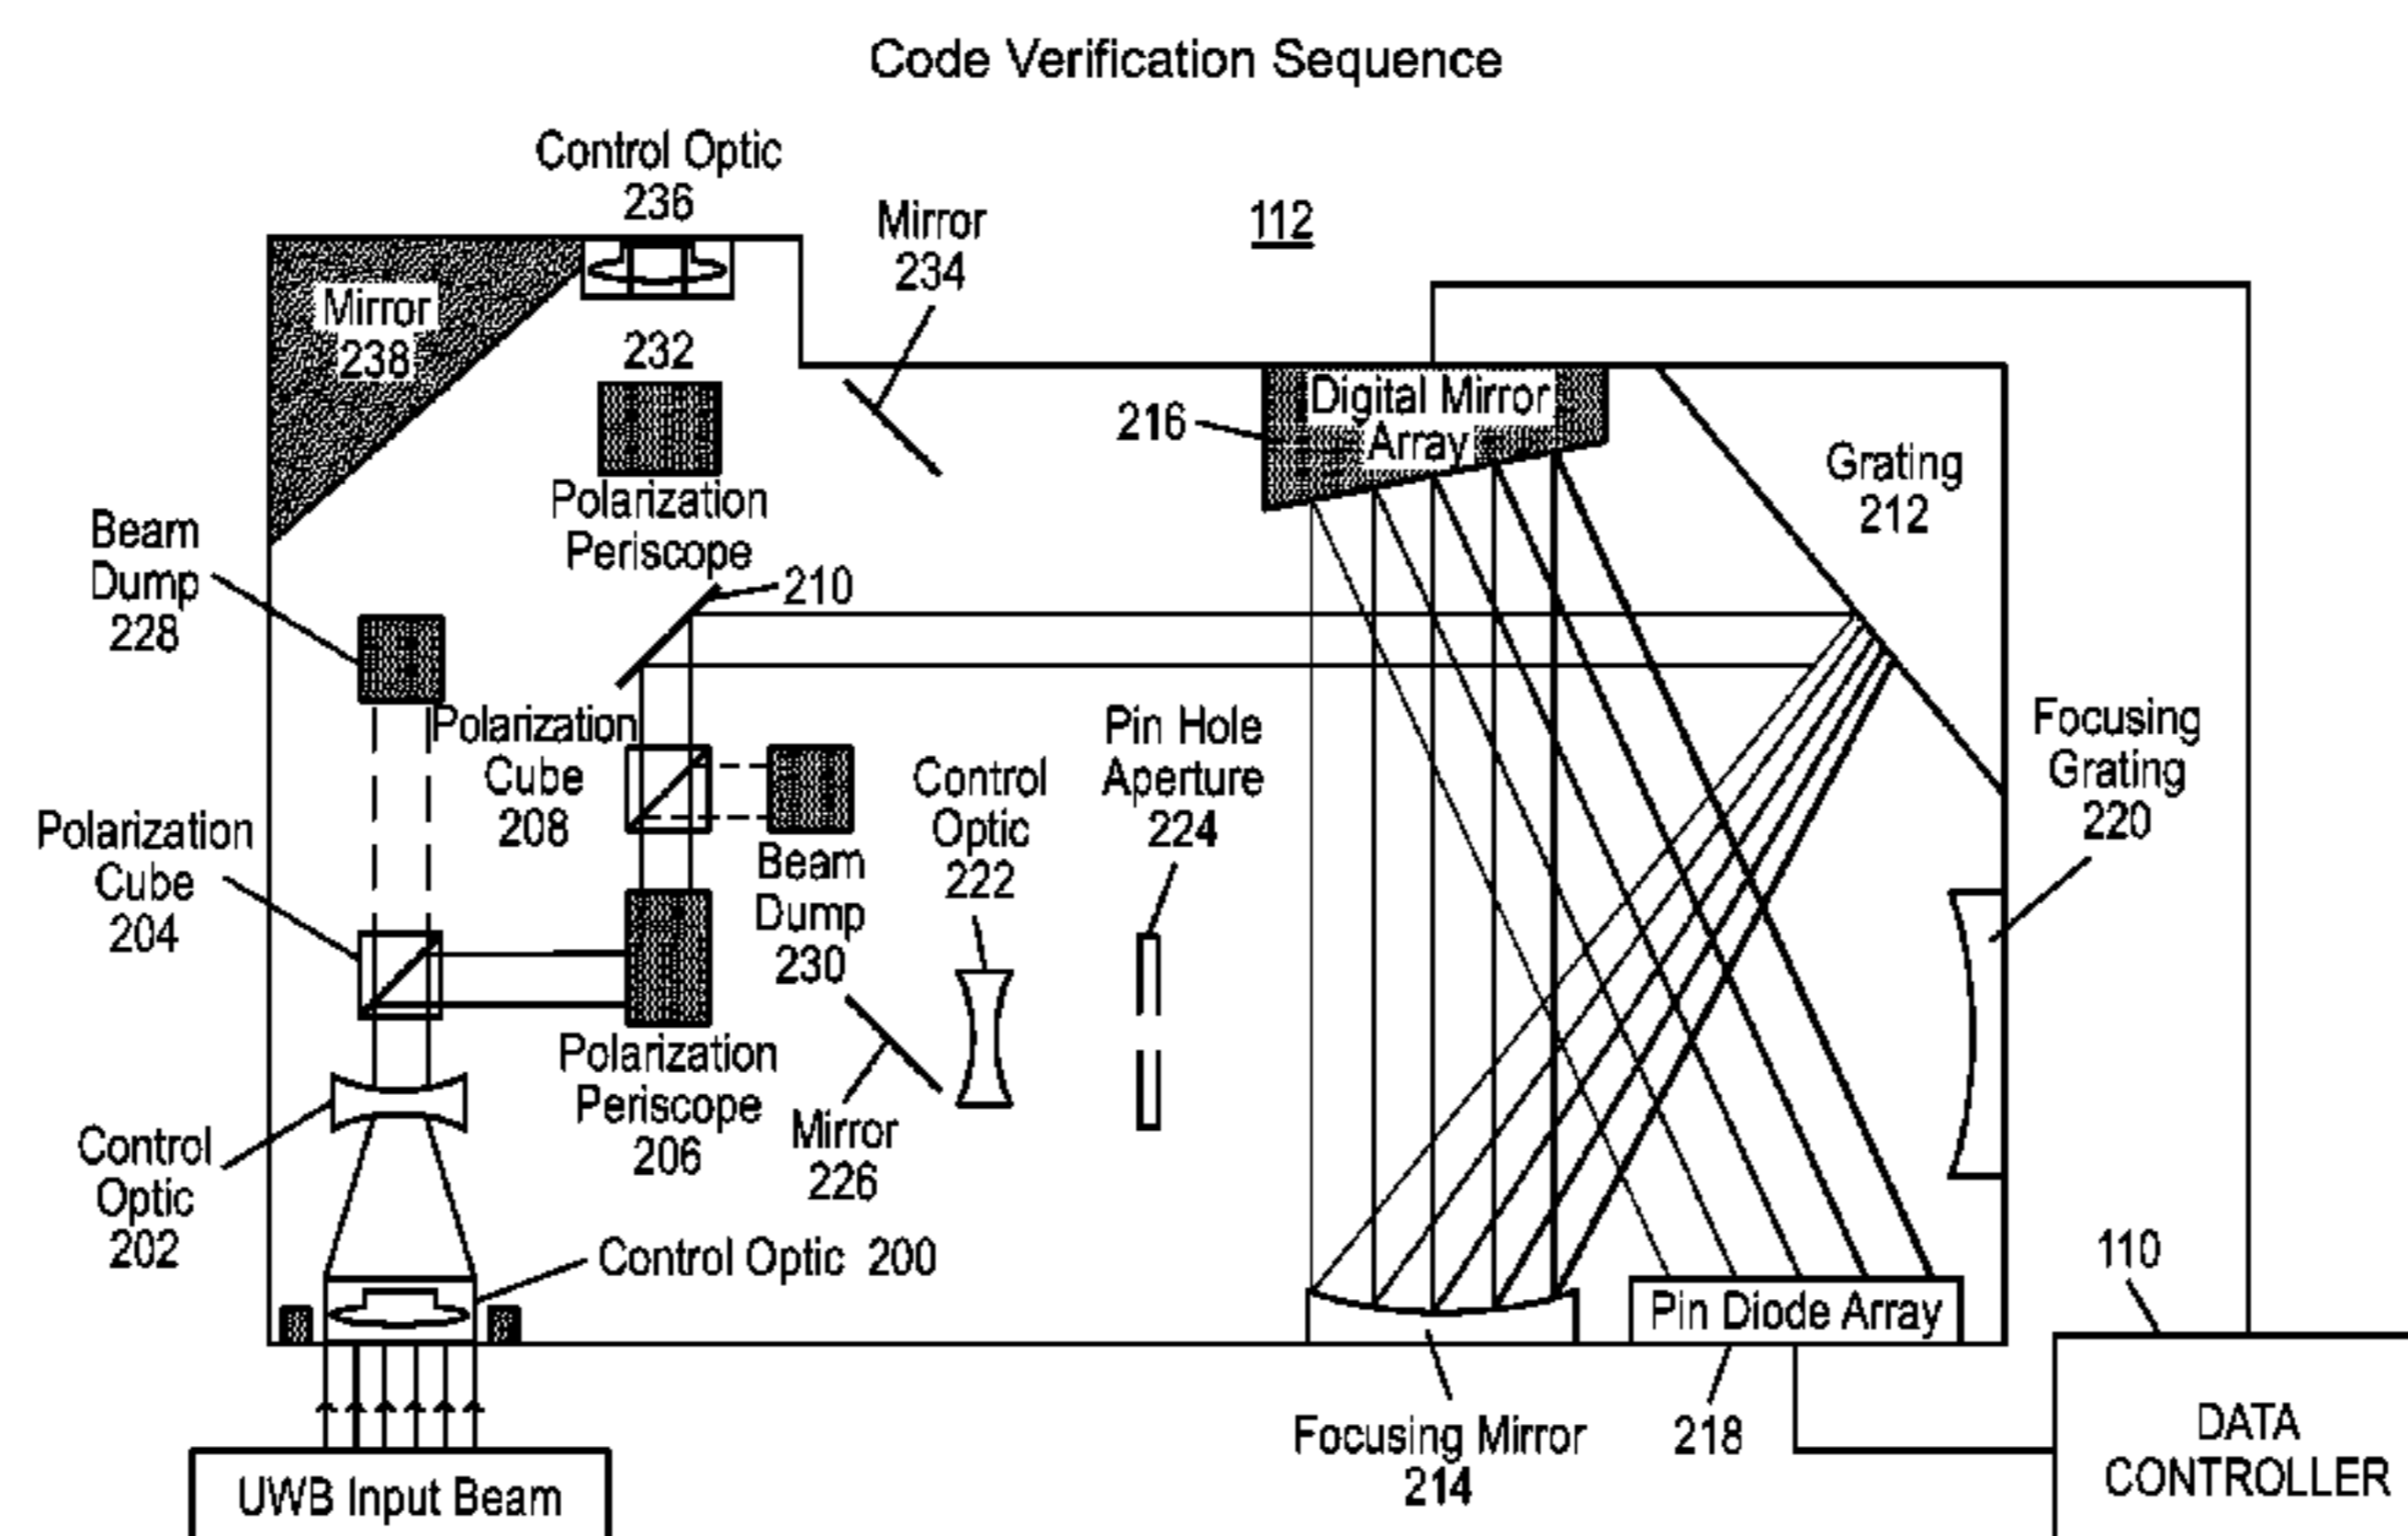 Code Verification Sequence
Control Optic
236
Mirror
234
112
Mirror
238
232
Polarization
Periscope
216
Digital Mirror
Array
Grating
212
Beam
Dump
228
210
Polarization
Cube
208
Polarization
Cube
204
Beam
Dump
230
Control
Optic
222
Pin Hole
Aperture
224
Focusing
Grating
220
Polarization
Periscope
206
Mirror
226
Control
Optic
202
Control Optic 200
Pin Diode Array
110
Focusing Mirror
214
218
UWB Input Beam
DATA
CONTROLLER